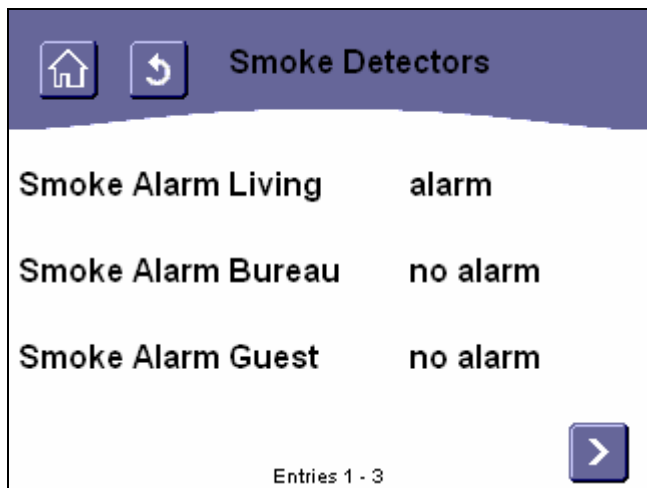 Smoke Detectors
Smoke Alarm Living alarm
Smoke Alarm Bureau no alarm
Smoke Alarm Guest no alarm
Entries 1 - 3